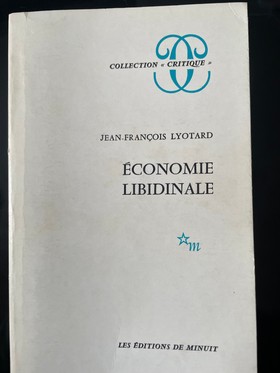 COLLECTION « CRITIQUE »
JEAN-FRANÇOIS LYOTARD
ÉCONOMIE
LIBIDINALE
m
LES ÉDITIONS DE MINUIT